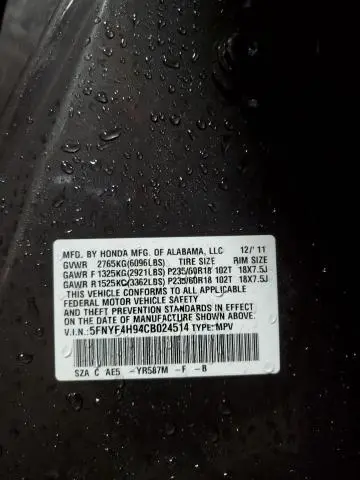 MFD. BY HONDA MFG. OF ALABAMA, LLC 12/'11
GVWR 2765KG(6096LBS) TIRE SIZE RIM SIZE
GAWR F 1325KG(2921LBS) P235/60R18 102T 18X7.5J
GAWR R 1525KG(3362LBS) P235/60R18 102T 18X7.5J
THIS VEHICLE CONFORMS TO ALL APPLICABLE
FEDERAL MOTOR VEHICLE SAFETY AND
THEFT PREVENTION STANDARDS IN EFFECT ON
THE DATE OF MANUFACTURE SHOWN ABOVE.
V.I.N.:5FNYF4H94CB024514 TYPE:MPV
SZA C AE5 -YR587M -F -B